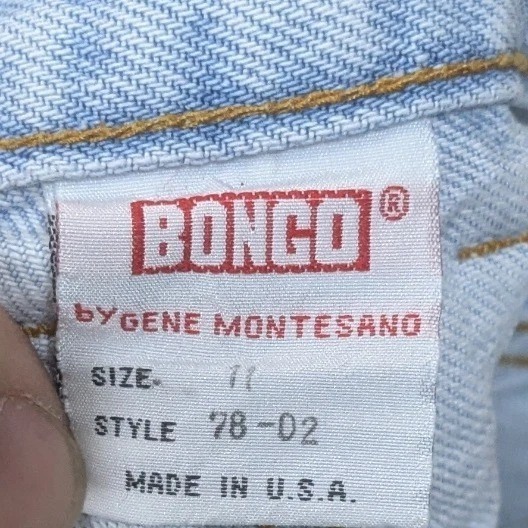 BONGO®
by GENE MONTESANO
SIZE. 11
STYLE 78-02
MADE IN U.S.A.